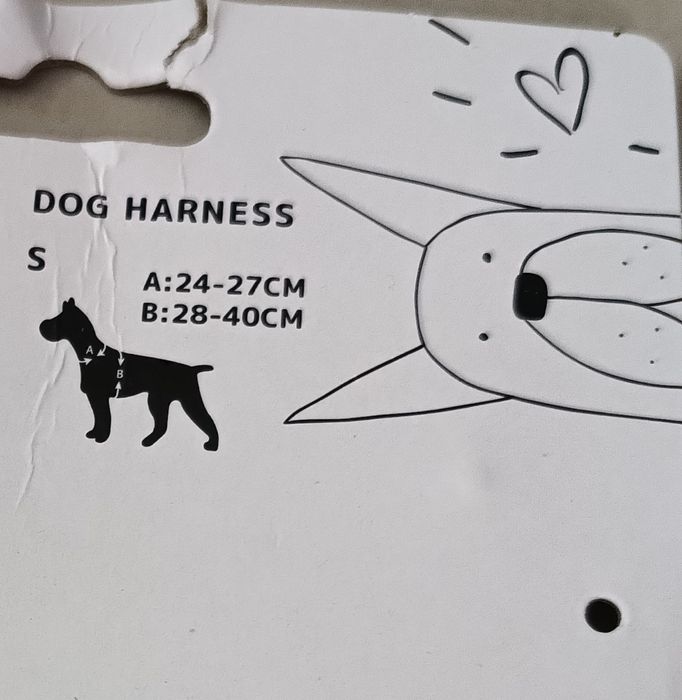 DOG HARNESS
S
A:24-27CM
B:28-40CM
A
B